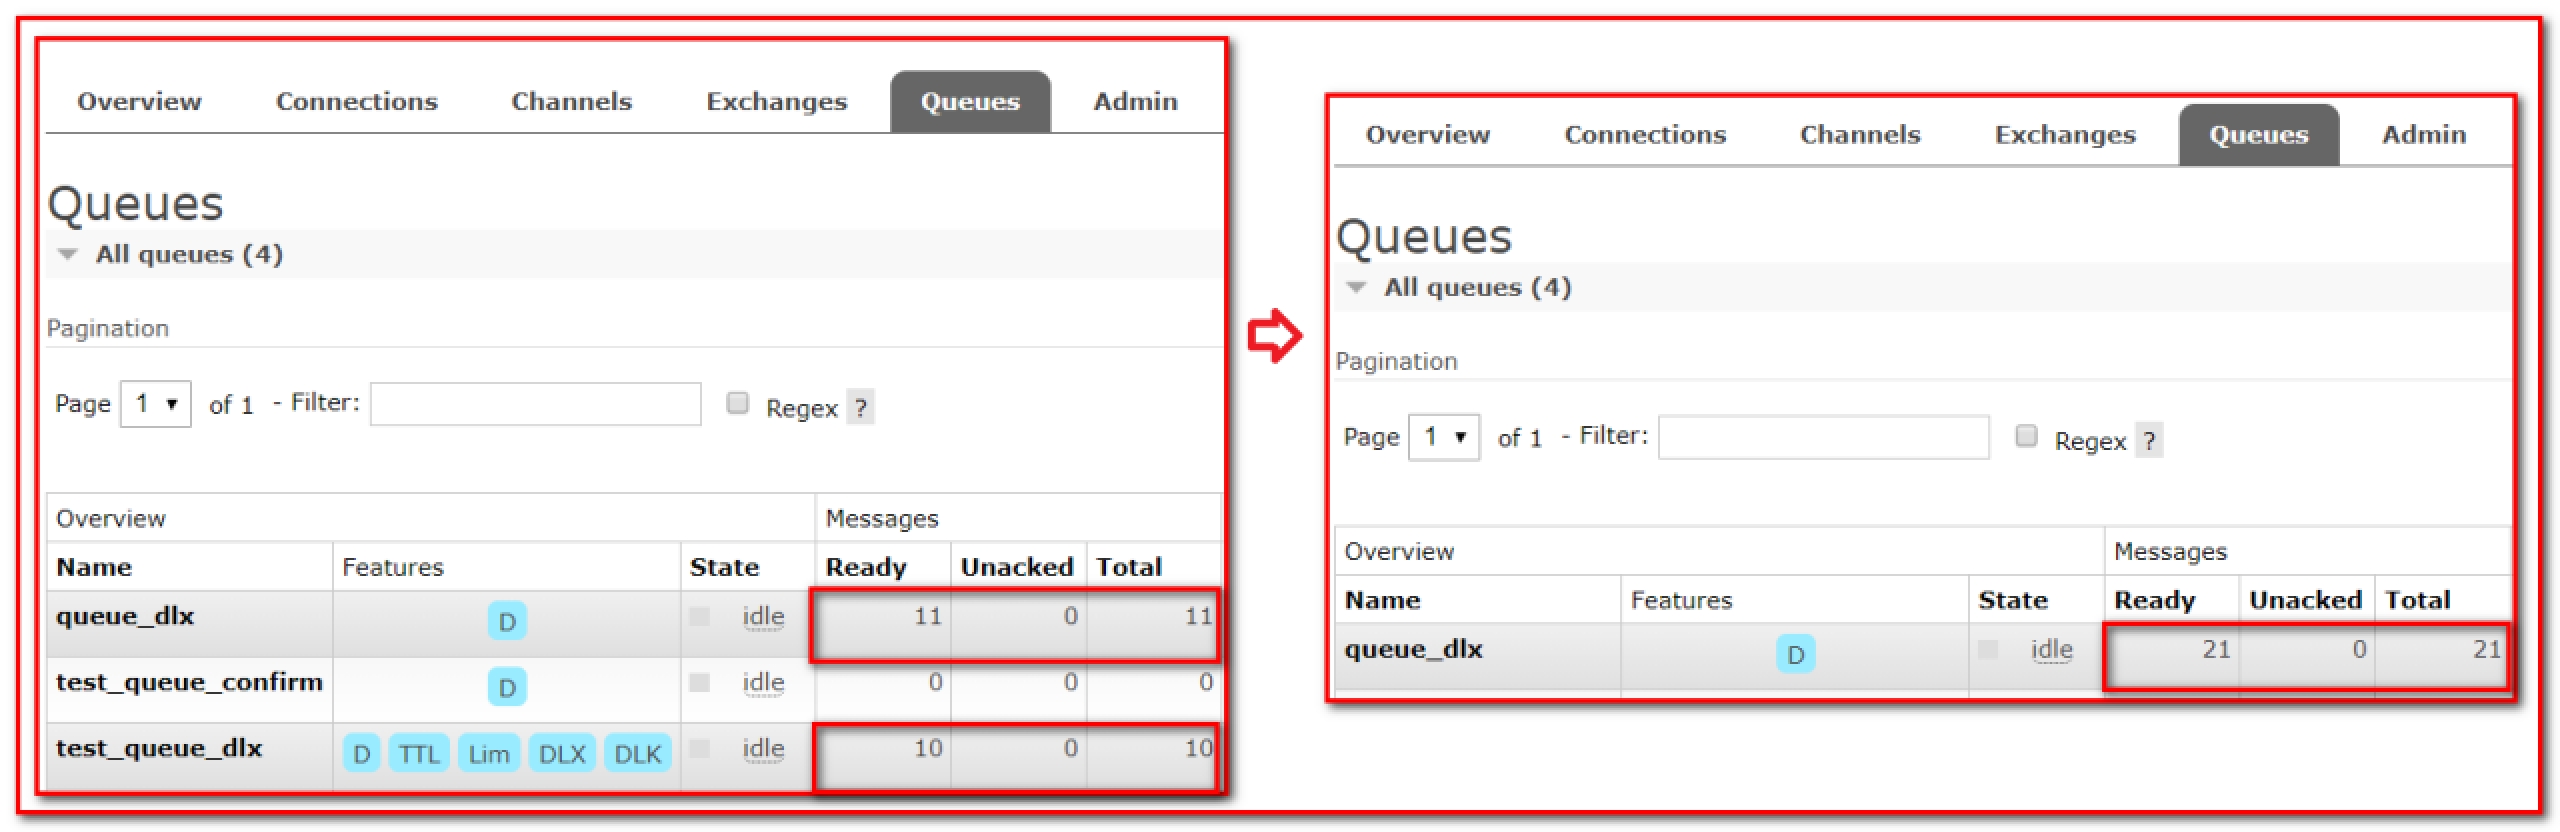 Overview Connections Channels Exchanges Queues Admin
Queues
▼ All queues (4)
Pagination
Page 1 ▼ of 1 - Filter: Regex ?
Overview Messages
Name Features State Ready Unacked Total
queue_dlx D idle 11 0 11
test_queue_confirm D idle 0 0 0
test_queue_dlx D TTL Lim DLX DLK idle 10 0 10
Overview Connections Channels Exchanges Queues Admin
Queues
▼ All queues (4)
Pagination
Page 1 ▼ of 1 - Filter: Regex ?
Overview Messages
Name Features State Ready Unacked Total
queue_dlx D idle 21 0 21